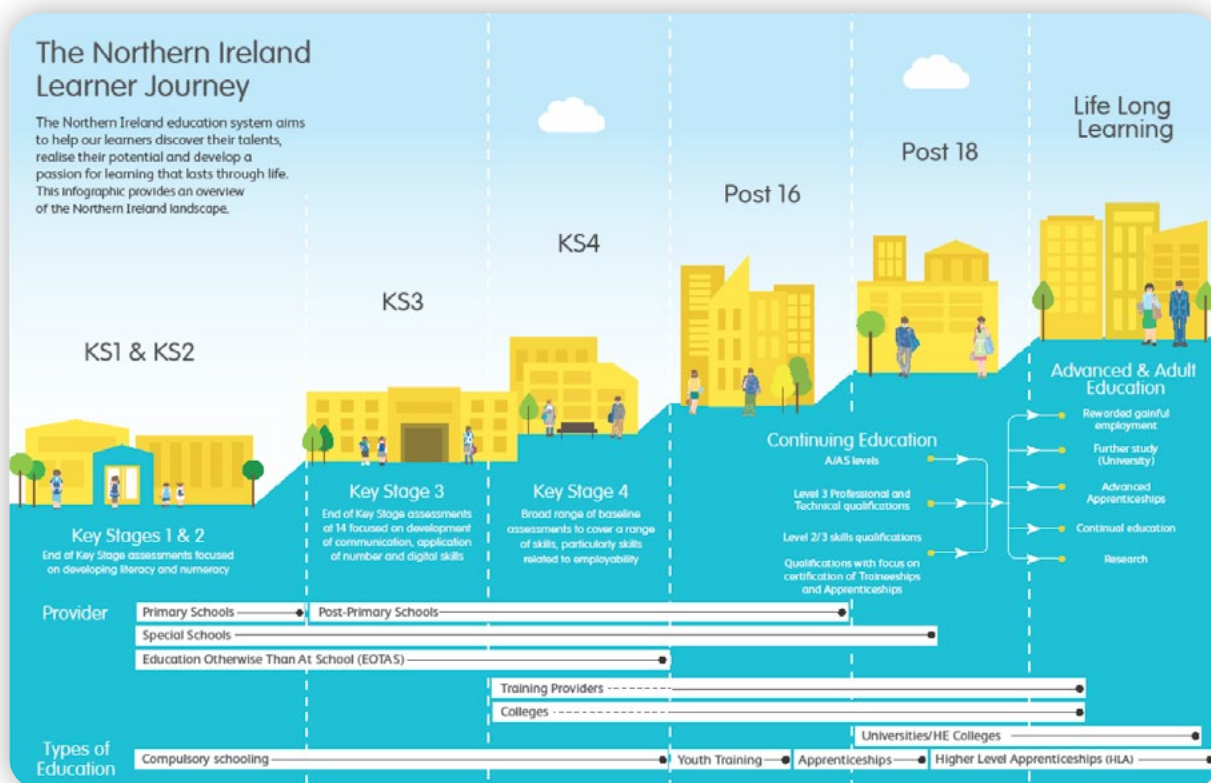 The Northern Ireland
Learner Journey
The Northern Ireland education system aims
to help our learners discover their talents,
realise their potential and develop a
passion for learning that lasts through life.
This infographic provides an overview
of the Northern Ireland landscape.
KS1 & KS2
KS3
KS4
Post 16
Post 18
Life Long
Learning
Key Stages 1 & 2
End of Key Stage assessments focused
on developing literacy and numeracy
Key Stage 3
End of Key Stage assessments
at 14 focused on development
of communication, application
of number and digital skills
Key Stage 4
Broad range of baseline
assessments to cover a range
of skills, particularly skills
related to employability
Continuing Education
A/AS levels
Level 3 Professional and
Technical qualifications
Level 2/3 skills qualifications
Qualifications with focus on
certification of Traineeships
and Apprenticeships
Advanced & Adult
Education
Rewarded gainful
employment
Further study
(University)
Advanced
Apprenticeships
Continual education
Research
Provider
Primary Schools
Post-Primary Schools
Special Schools
Education Otherwise Than At School (EOTAS)
Training Providers
Colleges
Universities/HE Colleges
Types of
Education
Compulsory schooling
Youth Training
Apprenticeships
Higher Level Apprenticeships (HLA)